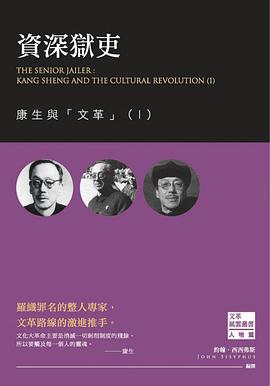 資深獄吏
THE SENIOR JAILER:
KANG SHENG AND THE CULTURAL REVOLUTION (I)
康生與「文革」（I）
羅織罪名的整人專家，
文革路線的激進推手。
文化大革命主要是消滅一切剝削制度的殘餘，
所以要觸及每一個人的靈魂。
——康生
文革
風雲叢書
人物篇
約翰・西西弗斯
JOHN SISYPHUS
編撰